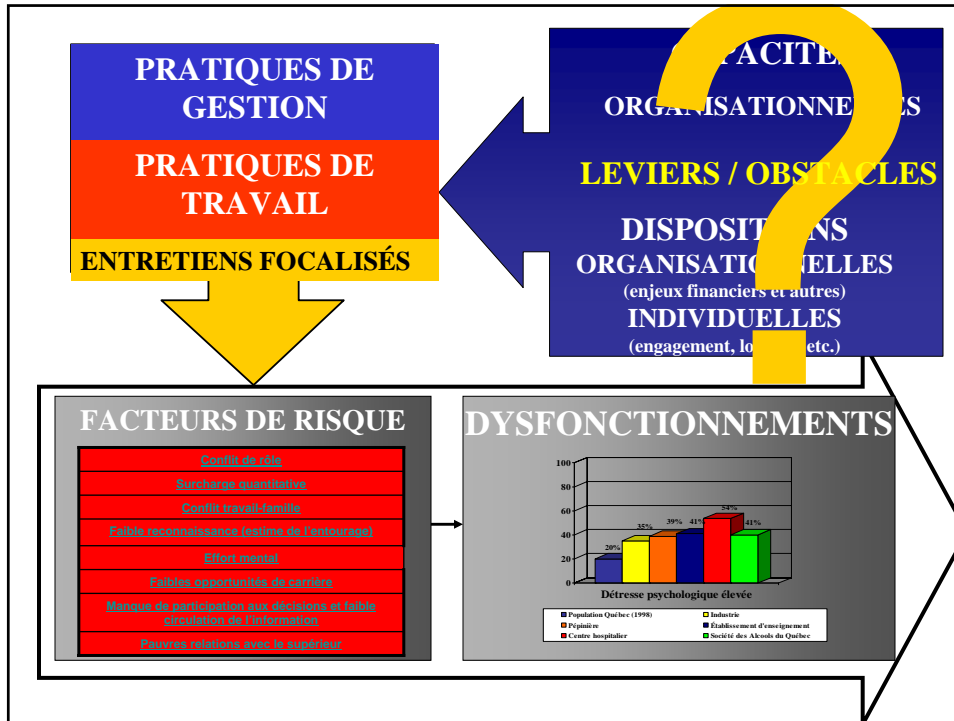 PRATIQUES DE
GESTION
PRATIQUES DE
TRAVAIL
ENTRETIENS FOCALISÉS
ORGANISATIONNELLES
LEVIERS / OBSTACLES
DISPOSITIONS
ORGANISATIONNELLES
(enjeux financiers et autres)
INDIVIDUELLES
(engagement, etc.)
FACTEURS DE RISQUE
Conflit de rôle
Surcharge quantitative
Conflit travail-famille
Faible reconnaissance (estime de l'entourage)
Effort mental
Faibles opportunités de carrière
Manque de participation aux décisions et faible
circulation de l'information
Pauvres relations avec le supérieur
DYSFONCTIONNEMENTS
100
80
60
40
20
0
20%
35%
39%
41%
54%
41%
Détresse psychologique élevée
Population Québec (1998)
Industrie
Pépinière
Établissement d'enseignement
Centre hospitalier
Société des Alcools du Québec